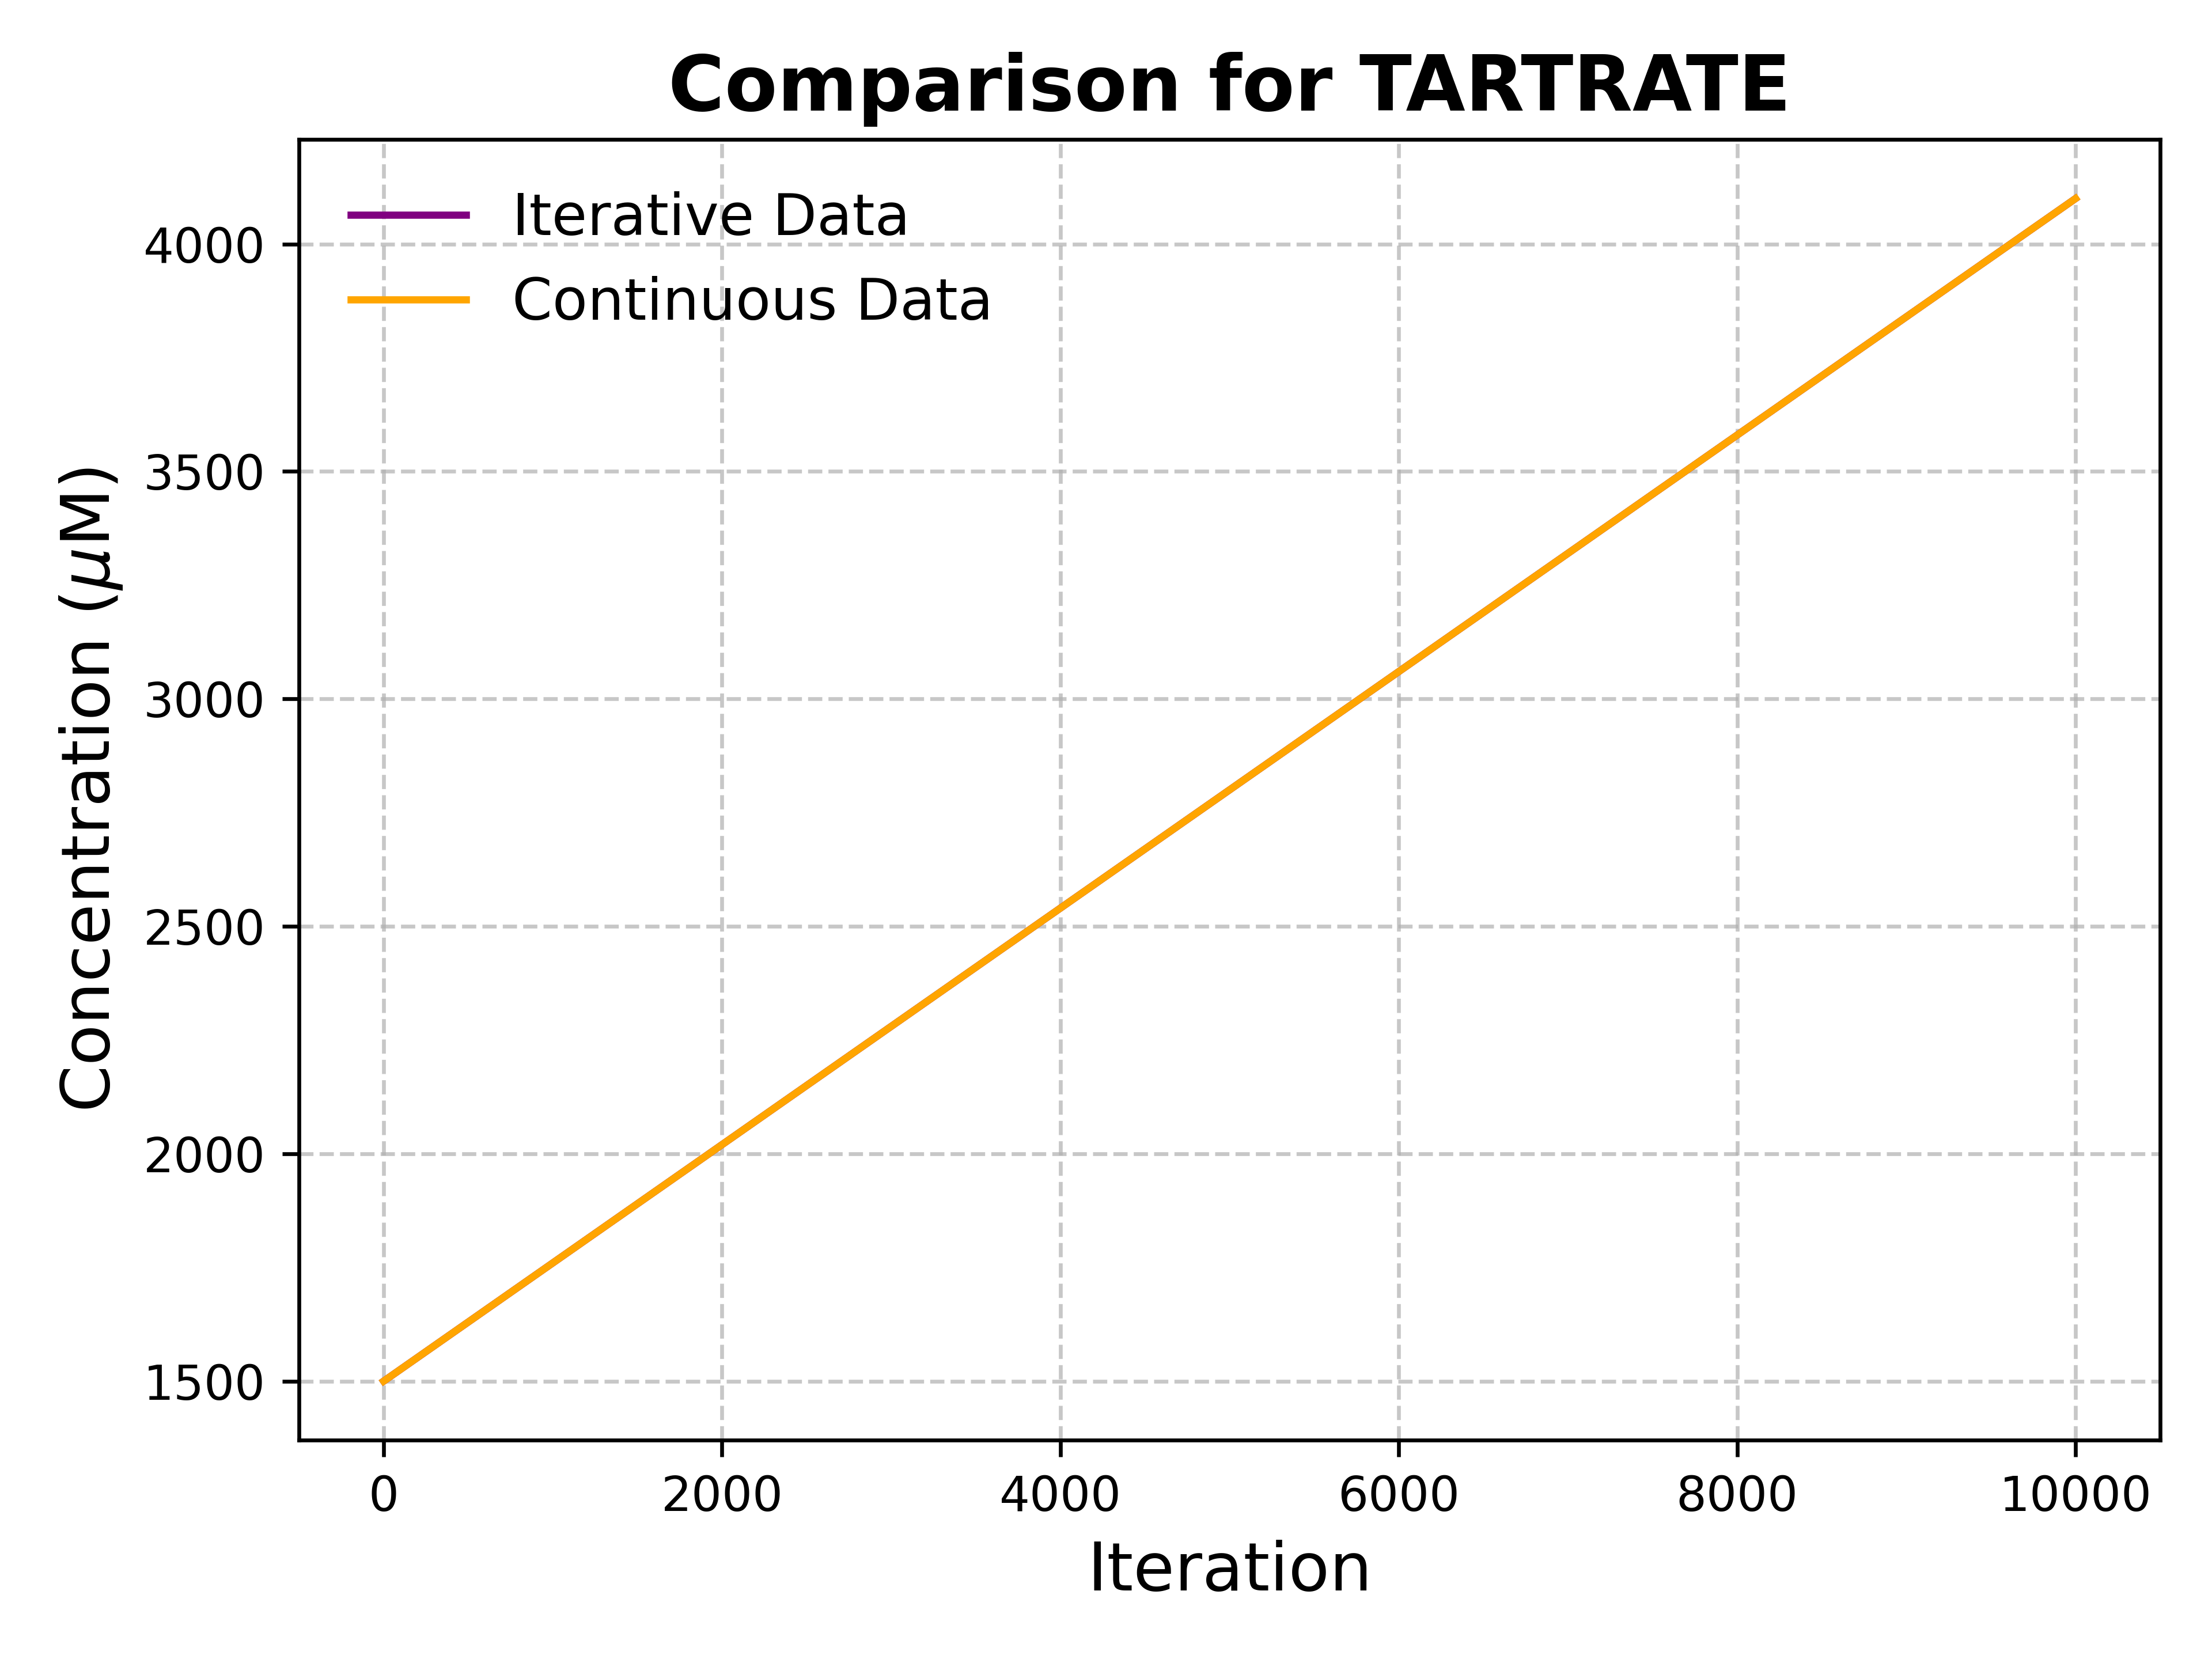 Comparison for TARTRATE
Iterative Data
Continuous Data
4000
3500
3000
2500
2000
1500
Concentration (μM)
0 2000 4000 6000 8000 10000
Iteration